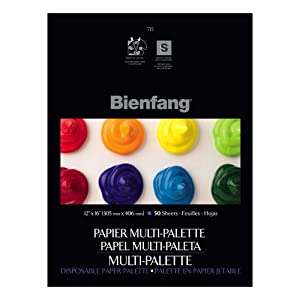 S
Bienfang
12" x 16" (305 mm x 406 mm) 50 Sheets • Feuilles • Hojas
PAPIER MULTI-PALETTE
PAPEL MULTI-PALETA
MULTI-PALETTE
DISPOSABLE PAPER PALETTE • PALETTE EN PAPIER JETABLE